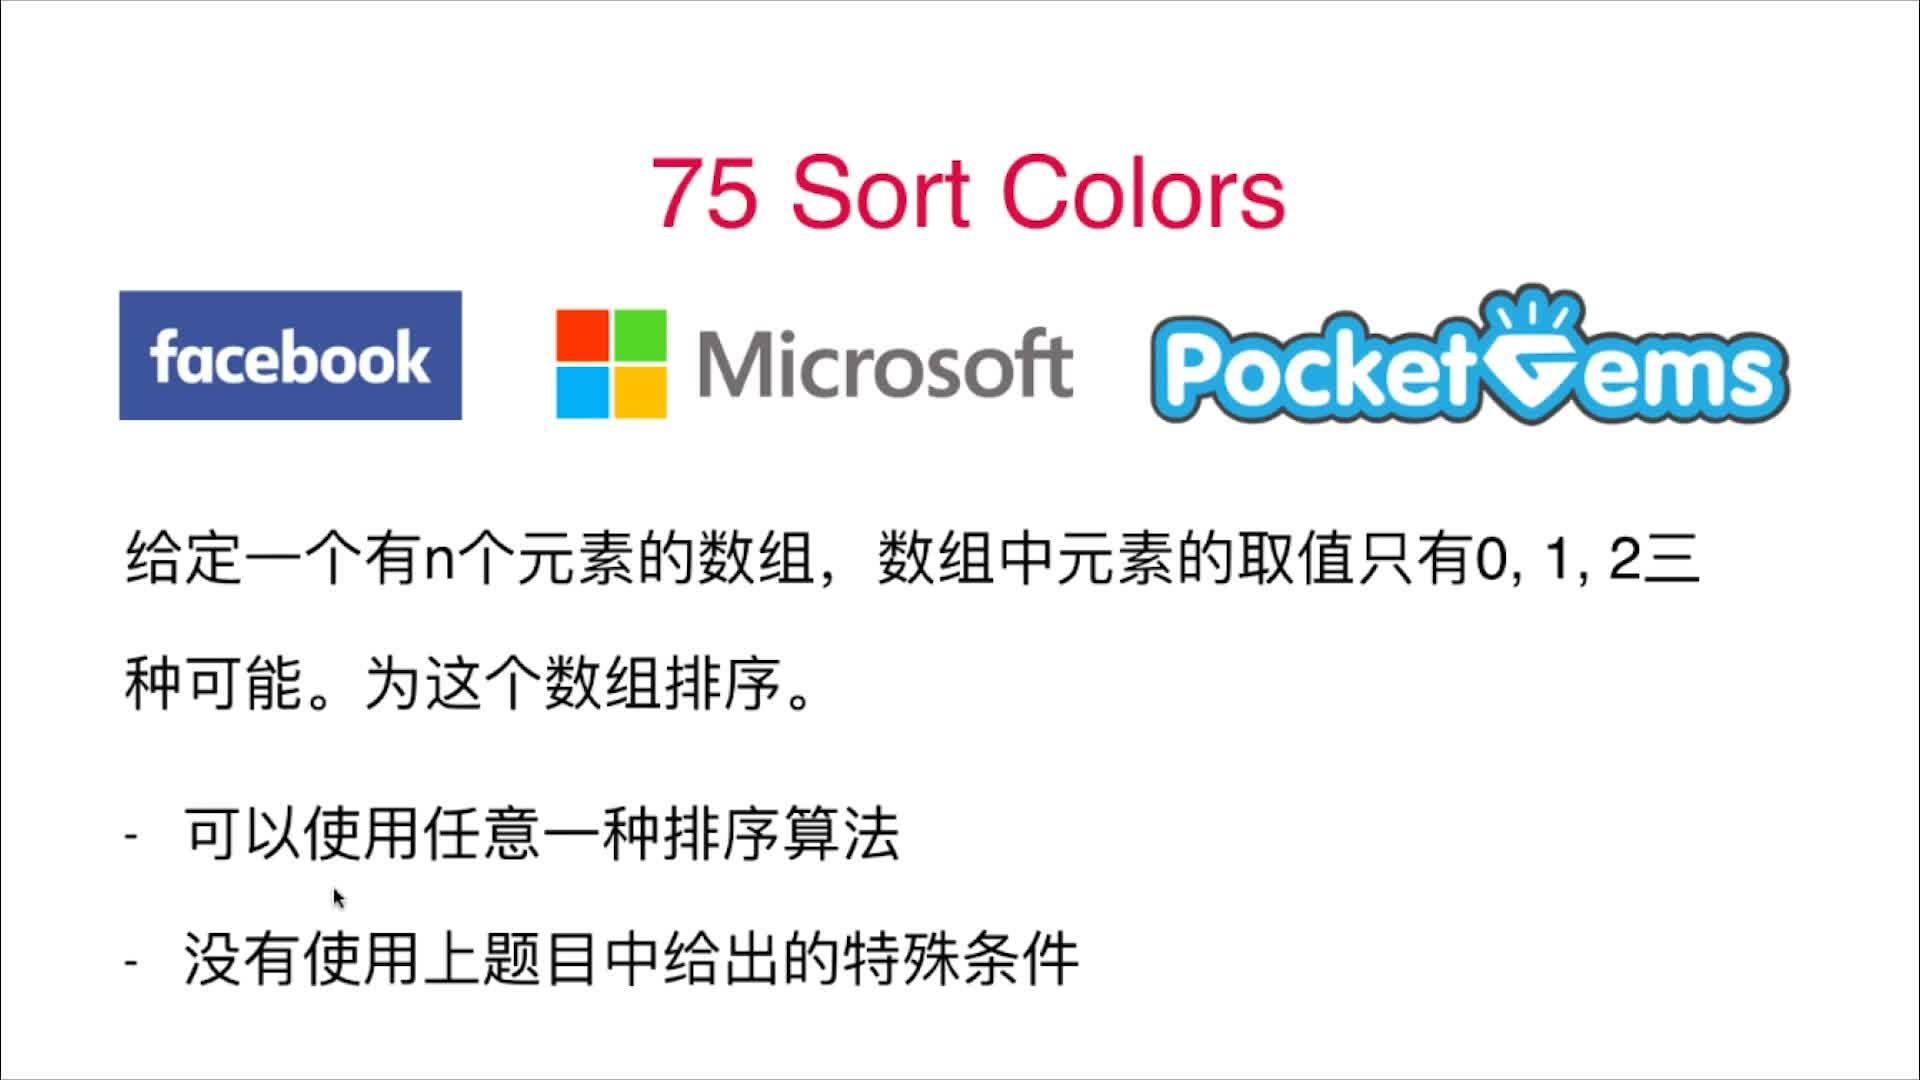 75 Sort Colors
facebook
Microsoft
PocketGems
给定一个有n个元素的数组，数组中元素的取值只有0, 1, 2三
种可能。为这个数组排序。
- 可以使用任意一种排序算法
- 没有使用上题目中给出的特殊条件